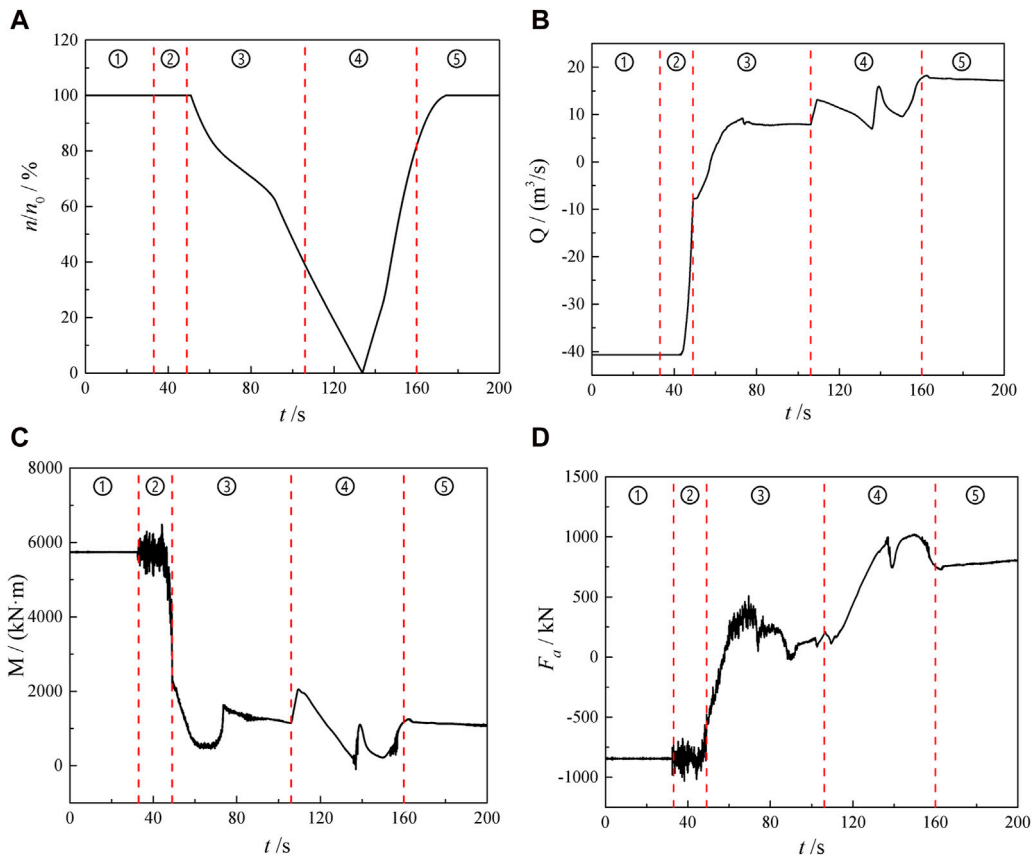 A
① ② ③ ④ ⑤
120
100
80
60
40
20
0
n/n0 / %
0 40 80 120 160 200
t /s
B
① ② ③ ④ ⑤
20
10
0
-10
-20
-30
-40
Q / (m³/s)
0 40 80 120 160 200
t /s
C
① ② ③ ④ ⑤
8000
6000
4000
2000
0
M / (kN·m)
0 40 80 120 160 200
t /s
D
① ② ③ ④ ⑤
1500
1000
500
0
-500
-1000
Fa / kN
0 40 80 120 160 200
t /s